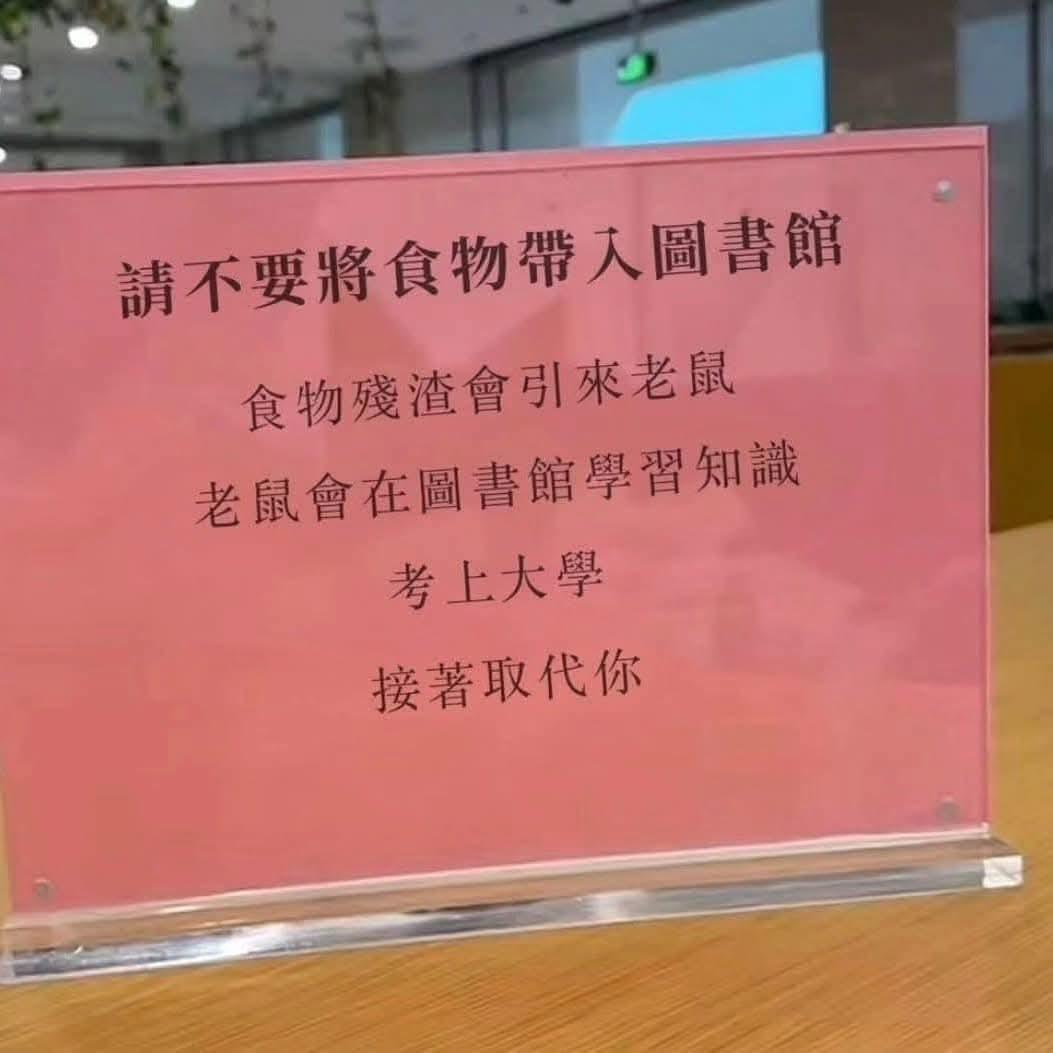 請不要將食物帶入圖書館
食物殘渣會引來老鼠
老鼠會在圖書館學習知識
考上大學
接著取代你